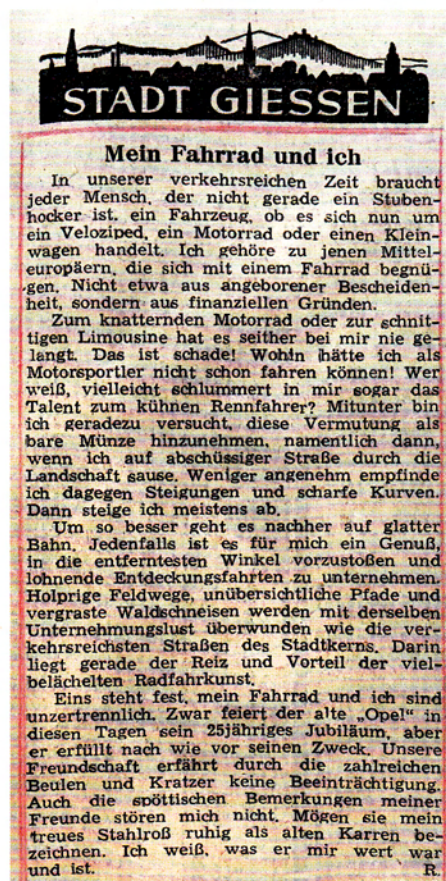 STADT GIESSEN
Mein Fahrrad und ich
In unserer verkehrsreichen Zeit braucht
jeder Mensch, der nicht gerade ein Stuben-
hocker ist, ein Fahrzeug, ob es sich nun um
ein Veloziped, ein Motorrad oder einen Klein-
wagen handelt. Ich gehöre zu jenen Mittel-
europäern, die sich mit einem Fahrrad begnü-
gen. Nicht etwa aus angeborener Bescheiden-
heit, sondern aus finanziellen Gründen.
Zum knatternden Motorrad oder zur schnit-
tigen Limousine hat es seither bei mir nie ge-
langt. Das ist schade! Wohin hätte ich als
Motorsportler nicht schon fahren können! Wer
weiß, vielleicht schlummert in mir sogar das
Talent zum kühnen Rennfahrer? Mitunter bin
ich geradezu versucht, diese Vermutung als
bare Münze hinzunehmen, namentlich dann,
wenn ich auf abschüssiger Straße durch die
Landschaft sause. Weniger angenehm empfinde
ich dagegen Steigungen und scharfe Kurven.
Dann steige ich meistens ab.
Um so besser geht es nachher auf glatter
Bahn. Jedenfalls ist es für mich ein Genuß,
in die entferntesten Winkel vorzustoßen und
lohnende Entdeckungsfahrten zu unternehmen.
Holprige Feldwege, unübersichtliche Pfade und
vergraste Waldschneisen werden mit derselben
Unternehmungslust überwunden wie die ver-
kehrsreichsten Straßen des Stadtkerns. Darin
liegt gerade der Reiz und Vorteil der viel-
belächelten Radfahrkunst.
Eins steht fest, mein Fahrrad und ich sind
unzertrennlich. Zwar feiert der alte „Opel“ in
diesen Tagen sein 25jähriges Jubiläum, aber
er erfüllt nach wie vor seinen Zweck. Unsere
Freundschaft erfährt durch die zahlreichen
Beulen und Kratzer keine Beeinträchtigung.
Auch die spöttischen Bemerkungen meiner
Freunde stören mich nicht. Mögen sie mein
treues Stahlroß ruhig als alten Karren be-
zeichnen. Ich weiß, was er mir wert war
und ist. R.